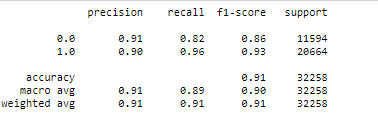 precision recall f1-score support
0.0 0.91 0.82 0.86 11594
1.0 0.90 0.96 0.93 20664
accuracy 0.91 32258
macro avg 0.91 0.89 0.90 32258
weighted avg 0.91 0.91 0.91 32258